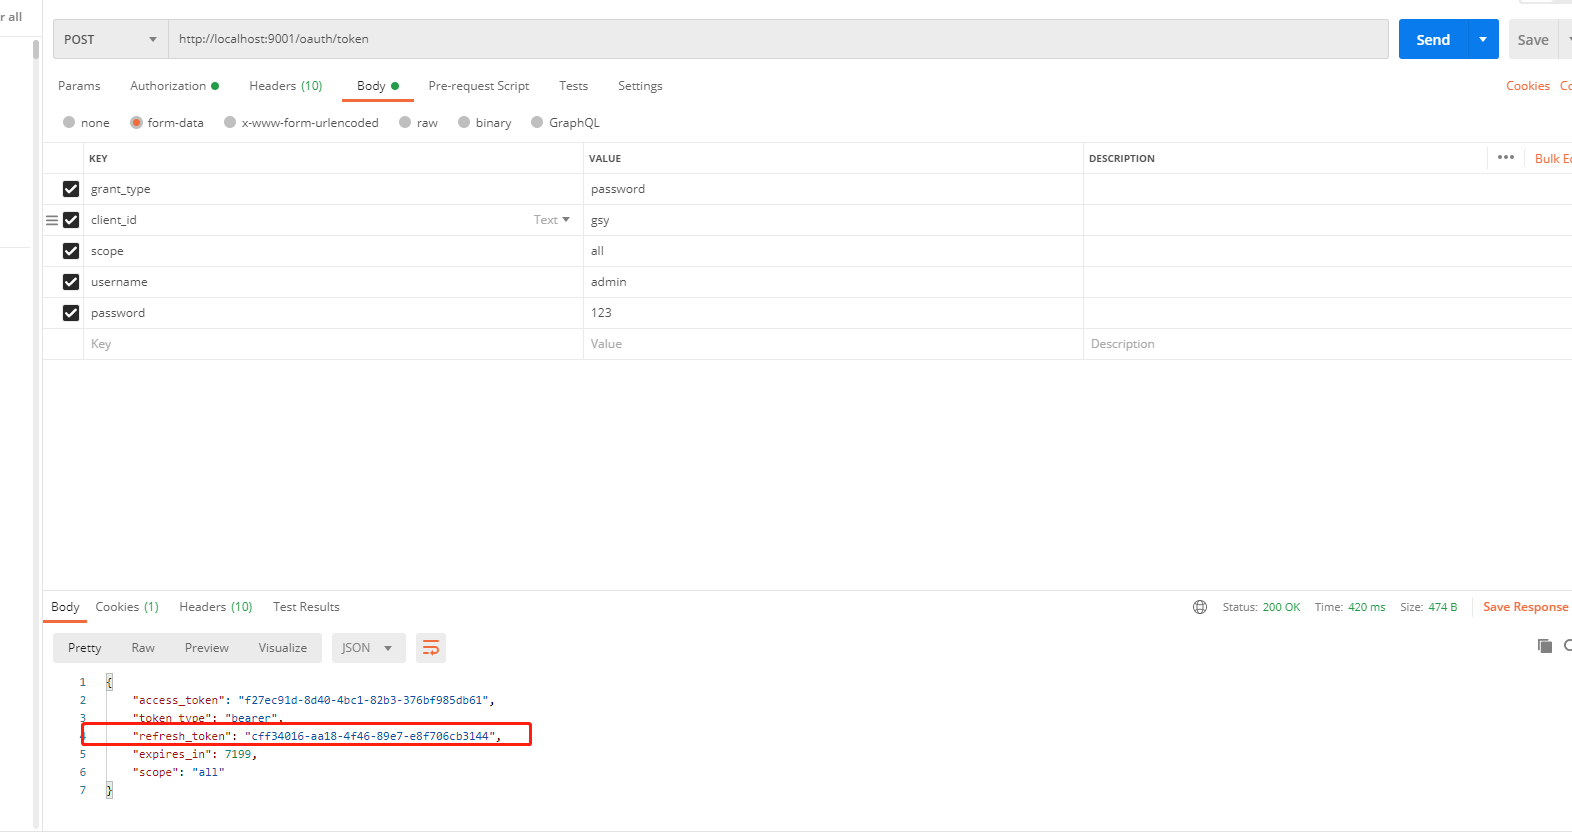 r all
POST http://localhost:9001/oauth/token Send Save
Params Authorization Headers (10) Body Pre-request Script Tests Settings Cookies
none form-data x-www-form-urlencoded raw binary GraphQL
KEY VALUE DESCRIPTION ••• Bulk
grant_type password
client_id Text gsy
scope all
username admin
password 123
Key Value Description
Body Cookies (1) Headers (10) Test Results Status: 200 OK Time: 420 ms Size: 474 B Save Response
Pretty Raw Preview Visualize JSON
1 {
2 "access_token": "f27ec91d-8d40-4bc1-82b3-376bf985db61",
3 "token_type": "bearer",
4 "refresh_token": "cff34016-aa18-4f46-89e7-e8f706cb3144",
5 "expires_in": 7199,
6 "scope": "all"
7 }